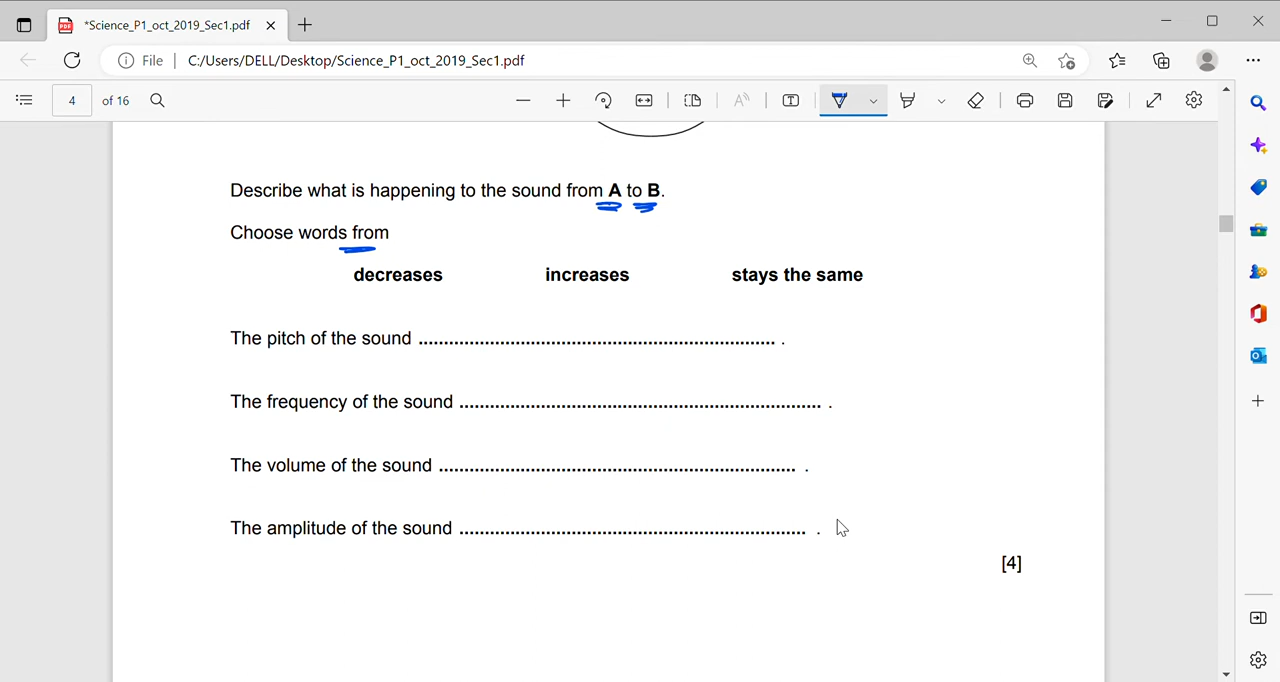 *Science_P1_oct_2019_Sec1.pdf
File C:/Users/DELL/Desktop/Science_P1_oct_2019_Sec1.pdf
4 of 16
Describe what is happening to the sound from A to B.
Choose words from
decreases increases stays the same
The pitch of the sound ....................................................................... .
The frequency of the sound ........................................................................ .
The volume of the sound ....................................................................... .
The amplitude of the sound ..................................................................... .
[4]